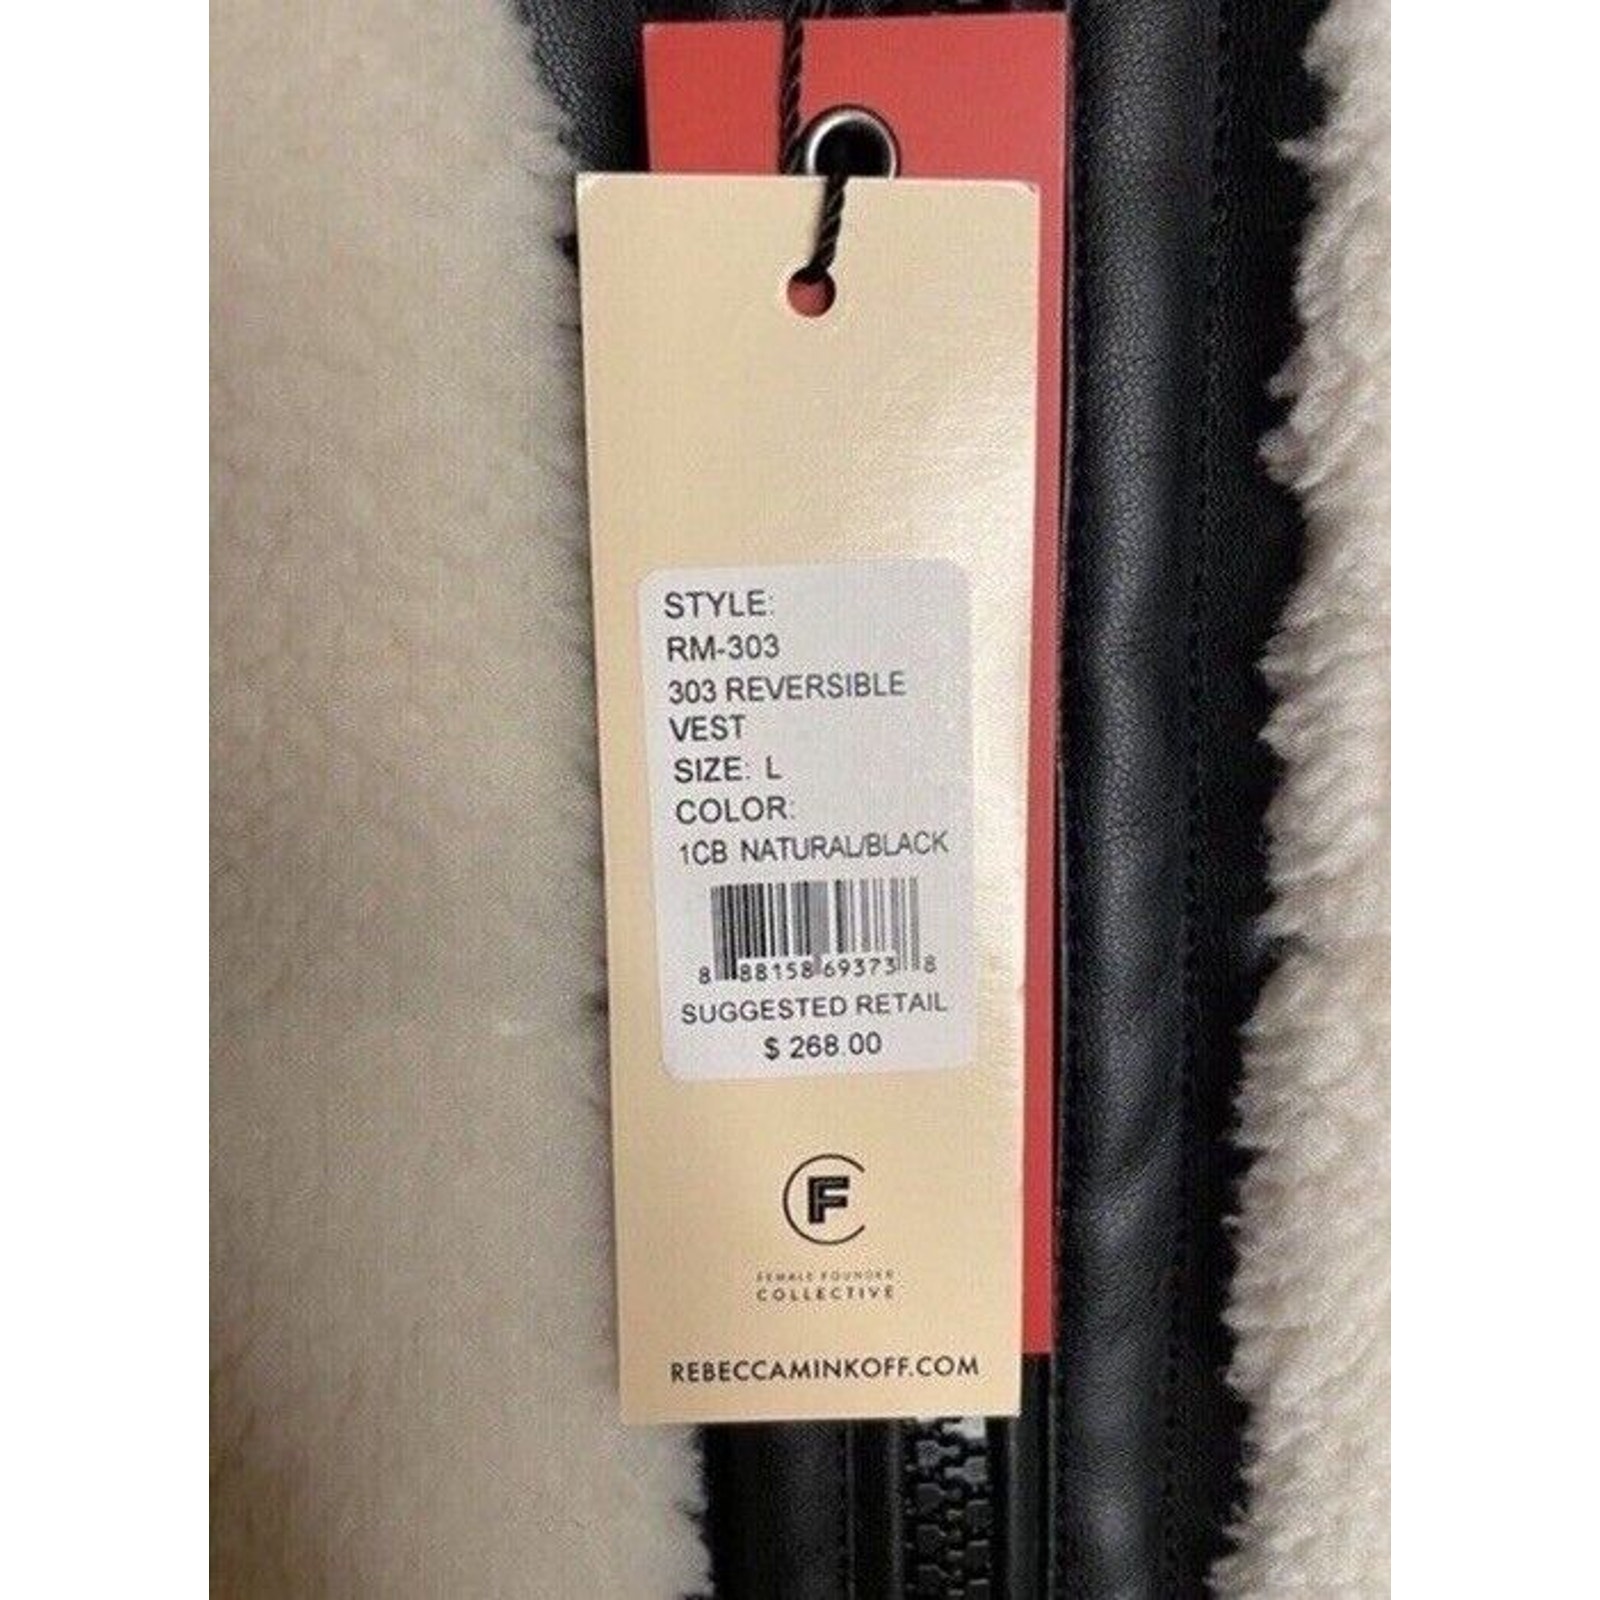 STYLE:
RM-303
303 REVERSIBLE
VEST
SIZE: L
COLOR:
1CB NATURAL/BLACK
8 88158 69373 8
SUGGESTED RETAIL
$ 268.00
F
FEMALE FOUNDER
COLLECTIVE
REBECCAMINKOFF.COM